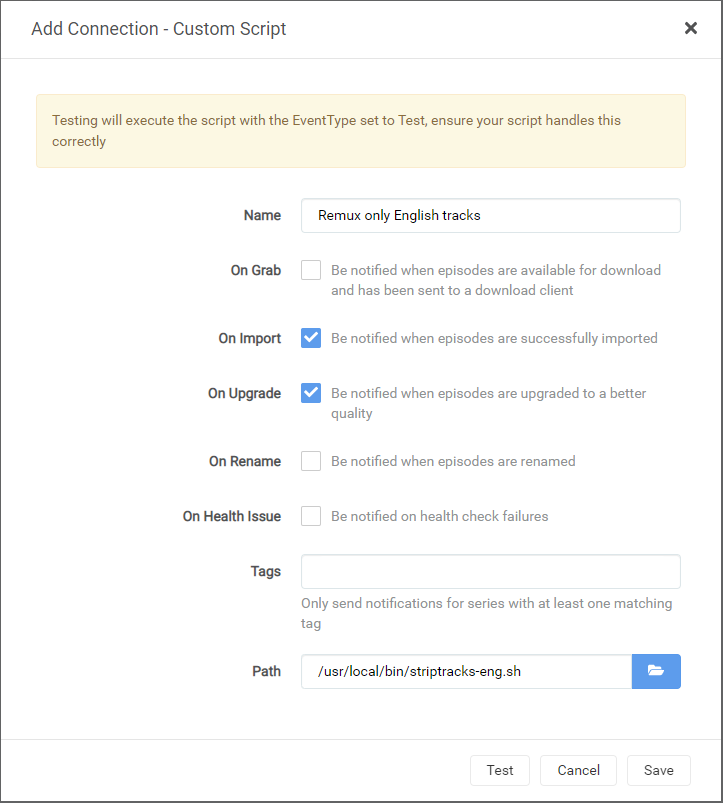 Add Connection - Custom Script
Testing will execute the script with the EventType set to Test, ensure your script handles this
correctly
Name
Remux only English tracks
On Grab
Be notified when episodes are available for download
and has been sent to a download client
On Import
Be notified when episodes are successfully imported
On Upgrade
Be notified when episodes are upgraded to a better
quality
On Rename
Be notified when episodes are renamed
On Health Issue
Be notified on health check failures
Tags
Only send notifications for series with at least one matching
tag
Path
/usr/local/bin/striptracks-eng.sh
Test
Cancel
Save